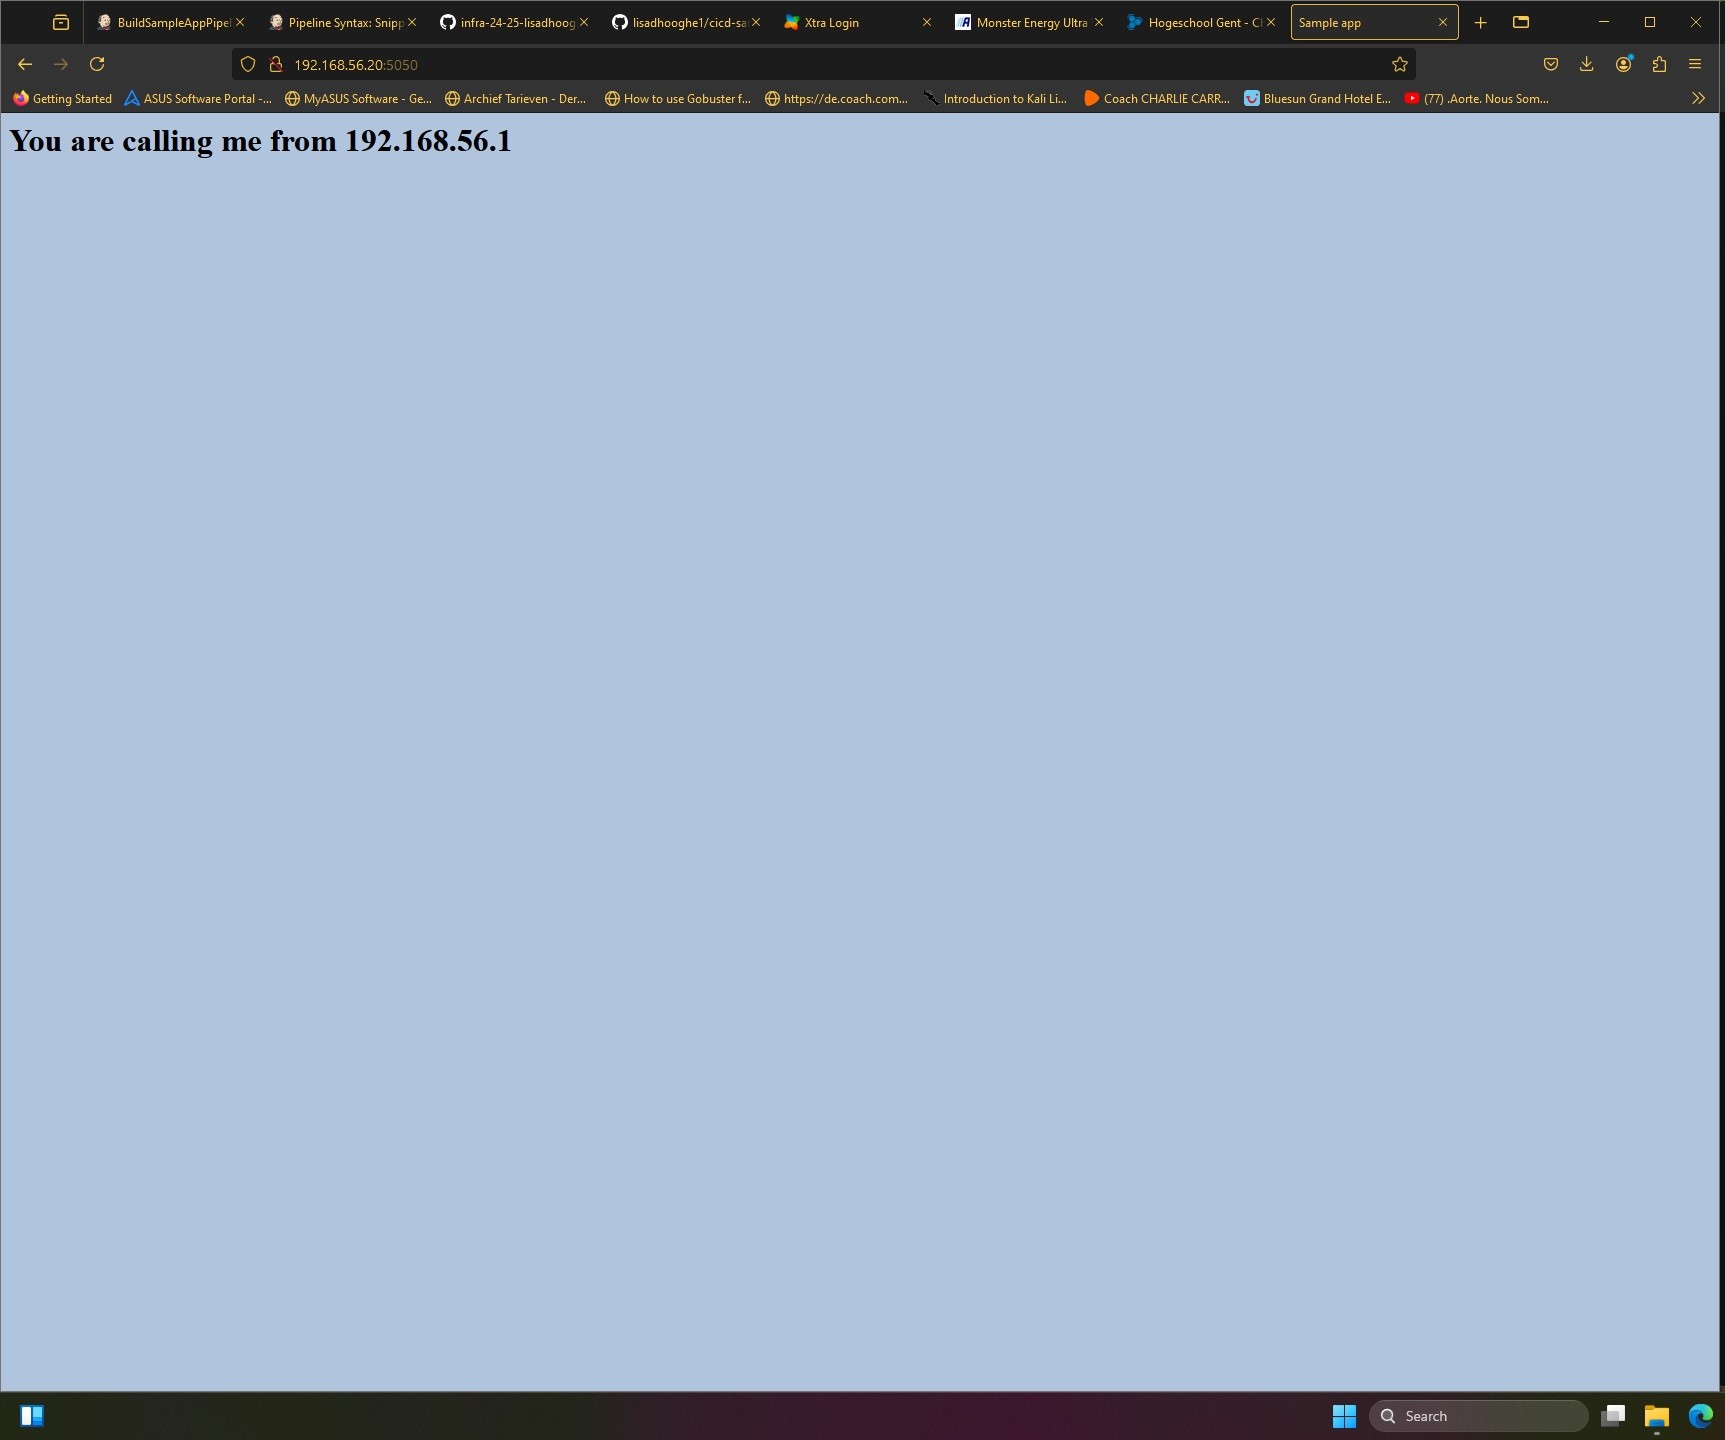 BuildSampleAppPipel
Pipeline Syntax: Snipp
infra-24-25-lisadhoog
lisadhooghe1/cicd-sa
Xtra Login
Monster Energy Ultra
Hogeschool Gent - Ch
Sample app
192.168.56.20:5050
Getting Started
ASUS Software Portal -...
MyASUS Software - Ge...
Archief Tarieven - Der...
How to use Gobuster f...
https://de.coach.com...
Introduction to Kali Li...
Coach CHARLIE CARR...
Bluesun Grand Hotel E...
(77) .Aorte. Nous Som...
You are calling me from 192.168.56.1
Search